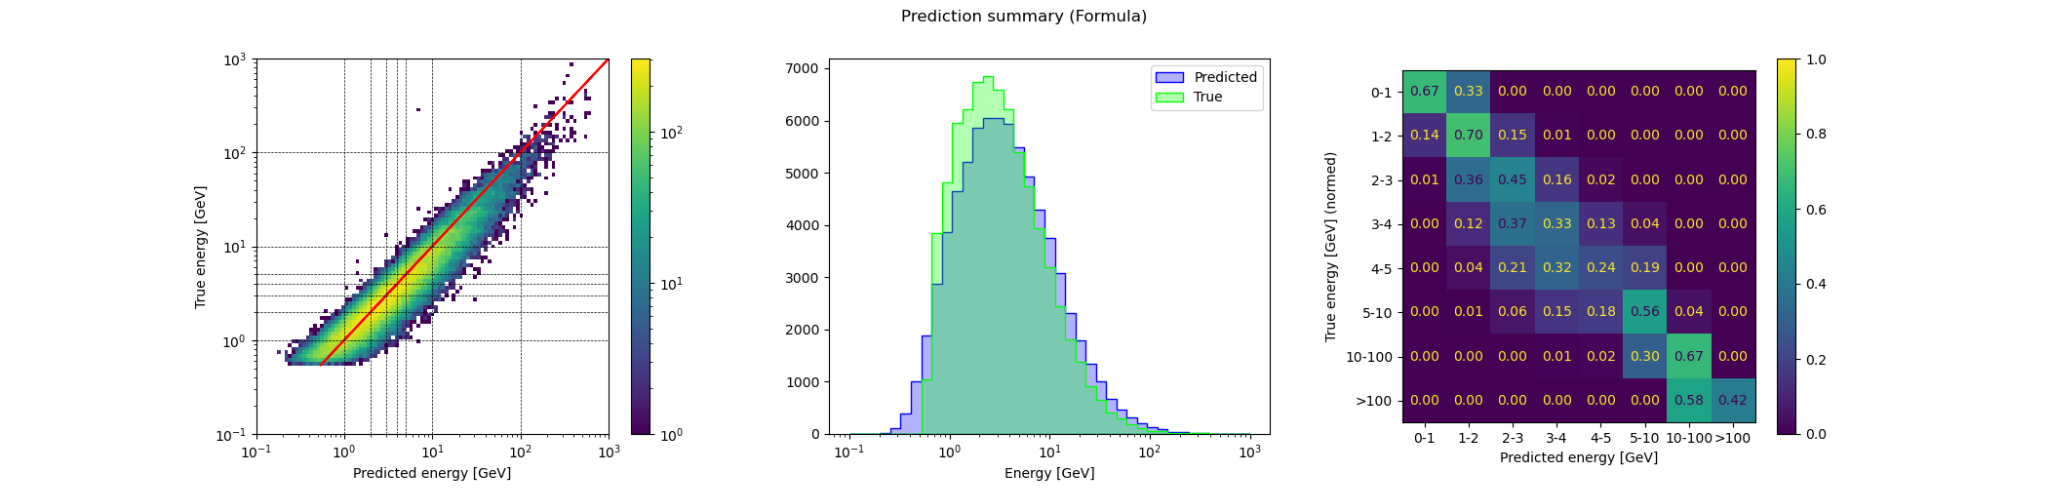 Prediction summary (Formula)
10³
10²
10¹
10⁰
10⁻¹
True energy [GeV]
10⁻¹ 10⁰ 10¹ 10² 10³
Predicted energy [GeV]
10²
10¹
10⁰
7000
6000
5000
4000
3000
2000
1000
0
Predicted
True
10⁻¹ 10⁰ 10¹ 10² 10³
Energy [GeV]
True energy [GeV] (normed)
0-1 0.67 0.33 0.00 0.00 0.00 0.00 0.00 0.00
1-2 0.14 0.70 0.15 0.01 0.00 0.00 0.00 0.00
2-3 0.01 0.36 0.45 0.16 0.02 0.00 0.00 0.00
3-4 0.00 0.12 0.37 0.33 0.13 0.04 0.00 0.00
4-5 0.00 0.04 0.21 0.32 0.24 0.19 0.00 0.00
5-10 0.00 0.01 0.06 0.15 0.18 0.56 0.04 0.00
10-100 0.00 0.00 0.00 0.01 0.02 0.30 0.67 0.00
>100 0.00 0.00 0.00 0.00 0.00 0.00 0.58 0.42
0-1 1-2 2-3 3-4 4-5 5-10 10-100 >100
Predicted energy [GeV]
1.0
0.8
0.6
0.4
0.2
0.0